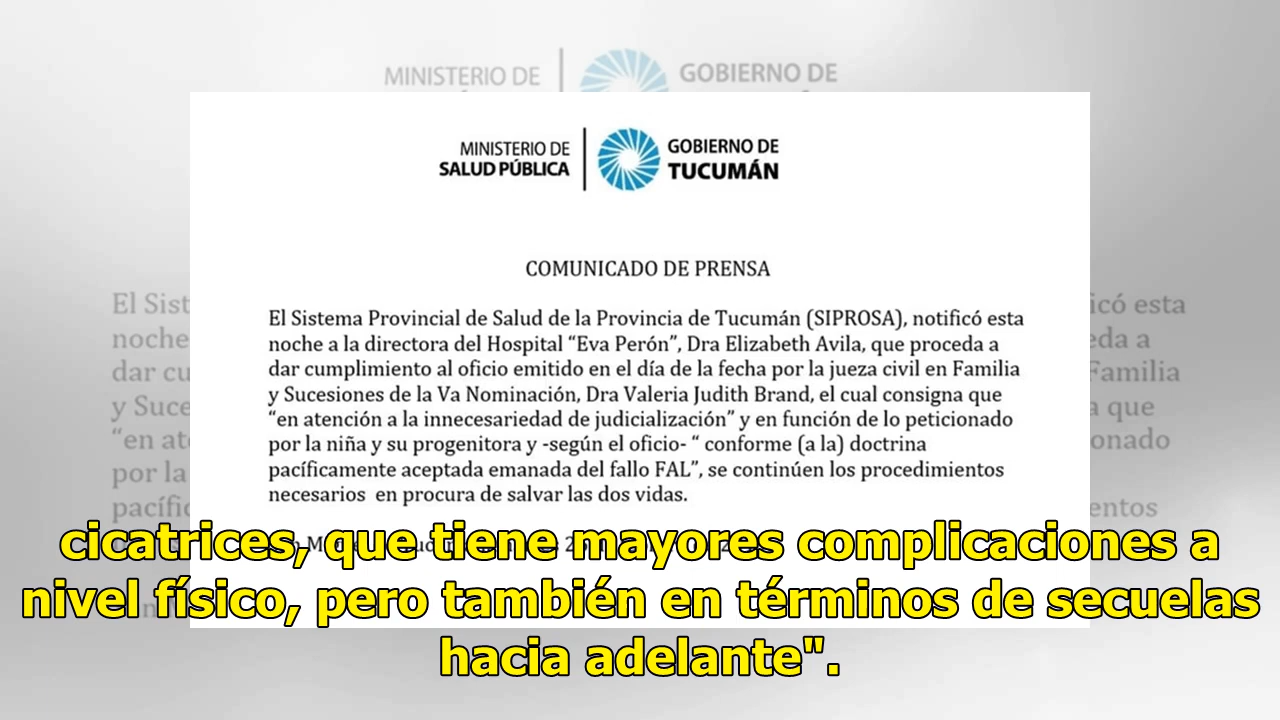 MINISTERIO DE
GOBIERNO DE
MINISTERIO DE
SALUD PÚBLICA
GOBIERNO DE
TUCUMÁN
COMUNICADO DE PRENSA
El Sistema Provincial de Salud de la Provincia de Tucumán (SIPROSA), notificó esta
noche a la directora del Hospital “Eva Perón”, Dra Elizabeth Avila, que proceda a
dar cumplimiento al oficio emitido en el día de la fecha por la jueza civil en Familia
y Sucesiones de la Va Nominación, Dra Valeria Judith Brand, el cual consigna que
“en atención a la innecesariedad de judicialización” y en función de lo peticionado
por la niña y su progenitora y -según el oficio- “ conforme (a la) doctrina
pacíficamente aceptada emanada del fallo FAL”, se continúen los procedimientos
necesarios en procura de salvar las dos vidas.
cicatrices, que tiene mayores complicaciones a
nivel físico, pero también en términos de secuelas
hacia adelante".